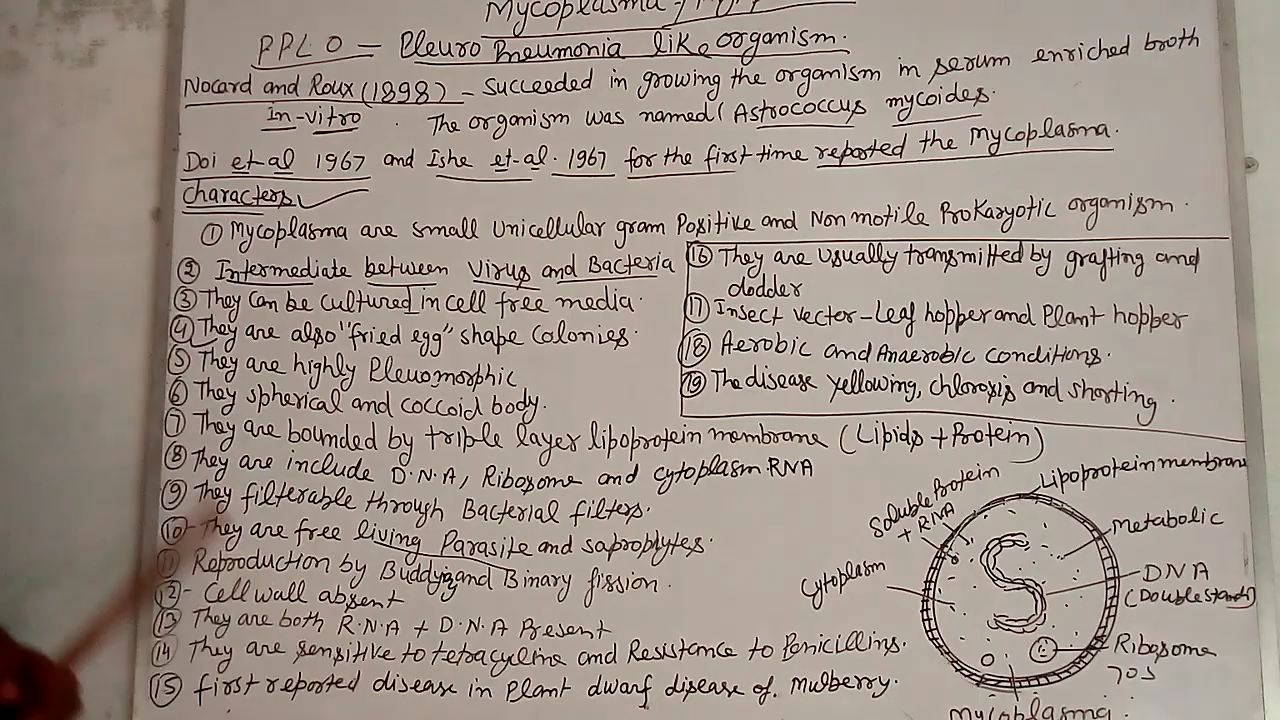 Mycoplasma
PPLO - Pleuro Pneumonia like organism.
Nocard and Roux (1898) - Succeeded in growing the organism in serum enriched broth
In-vitro . The organism was named (Astrococcus mycoides.
Doi et-al 1967 and Ishe et-al. 1967 for the first time reported the Mycoplasma.
Characters
① Mycoplasma are small Unicellular gram Positive and Non motile Prokaryotic organism.
② Intermediate between Virus and Bacteria
③ They can be cultured in cell free media.
④ They are also "fried egg" shape Colonies.
⑤ They are highly Pleuomorphic
⑥ They spherical and coccoid body.
⑦ They are bounded by triple layer lipoprotein membrane (Lipids + Protein)
⑧ They are include D.N.A, Ribosome and cytoplasm.RNA
⑨ They filterable through Bacterial filters.
⑩ They are free living Parasite and saprophytes.
⑪ Reproduction by Buddying and Binary fission.
⑫ - Cell wall absent
⑬ They are both R.N.A + D.N.A Present
⑭ They are sensitive to tetracycline and Resistance to Penicillins.
⑮ first reported disease in Plant dwarf disease of. Mulberry.
⑯ They are usually transmitted by grafting and
dodder
⑰ Insect vector - Leaf hopper and Plant hopper
⑱ Aerobic and Anaerobic conditions.
⑲ The disease yellowing, chlorosis and shorting.
Soluble Protein
+ RNA
Lipoprotein membrane
Metabolic
Cytoplasm
DNA
(Double stands)
Ribosome
70S
Mycoplasma.